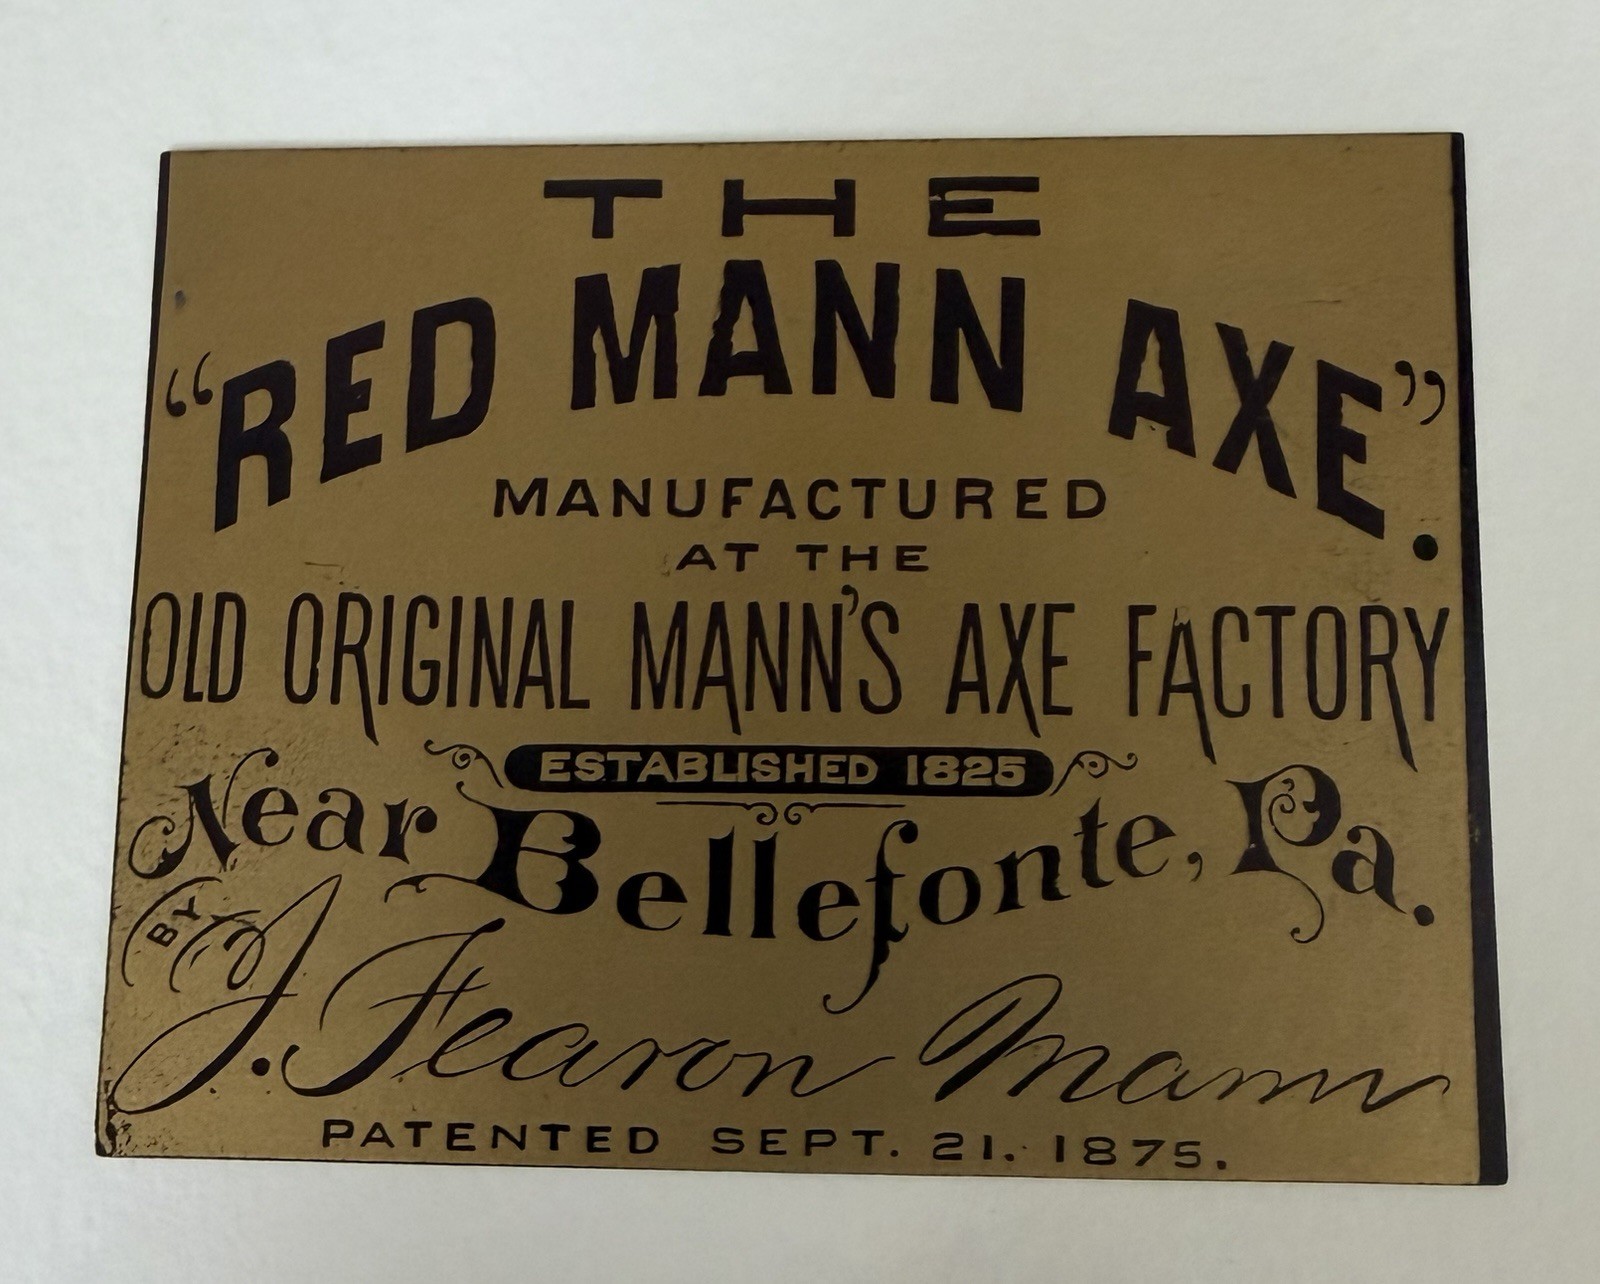 THE
“RED MANN AXE”.
MANUFACTURED
AT THE
OLD ORIGINAL MANN'S AXE FACTORY
ESTABLISHED 1825
Near Bellefonte, Pa.
BY
J. Fearon Mann
PATENTED SEPT. 21. 1875.